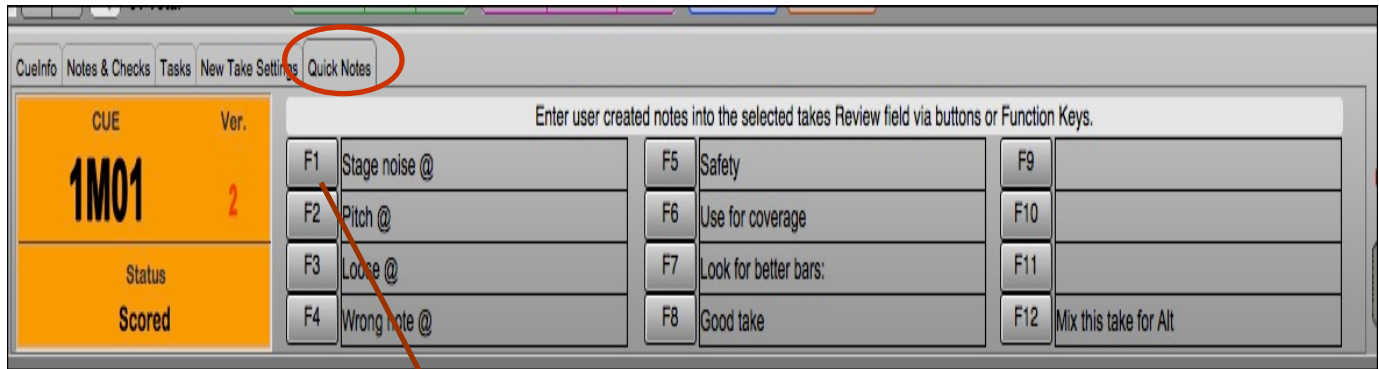 CueInfo Notes & Checks Tasks New Take Settings Quick Notes
CUE Ver.
1M01 2
Status
Scored
Enter user created notes into the selected takes Review field via buttons or Function Keys.
F1 Stage noise @ F5 Safety F9
F2 Pitch @ F6 Use for coverage F10
F3 Loose @ F7 Look for better bars: F11
F4 Wrong note @ F8 Good take F12 Mix this take for Alt